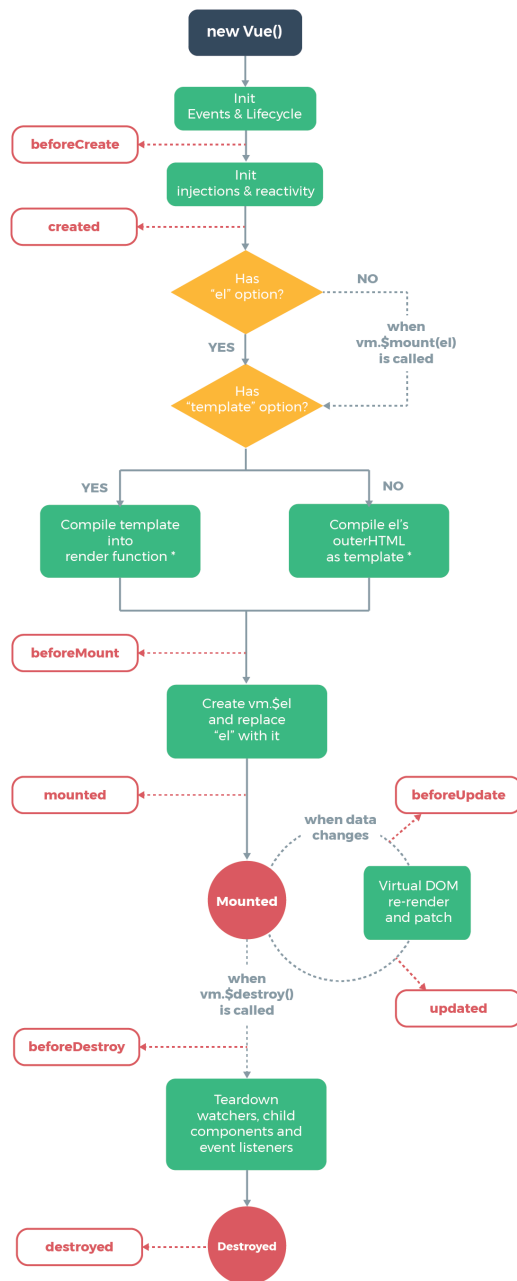 new Vue()
Init
Events & Lifecycle
beforeCreate
Init
injections & reactivity
created
Has
“el” option?
NO
when
vm.$mount(el)
is called
YES
Has
“template” option?
YES
NO
Compile template
into
render function *
Compile el’s
outerHTML
as template *
beforeMount
Create vm.$el
and replace
“el” with it
mounted
beforeUpdate
when data
changes
Mounted
Virtual DOM
re-render
and patch
when
vm.$destroy()
is called
updated
beforeDestroy
Teardown
watchers, child
components and
event listeners
destroyed
Destroyed